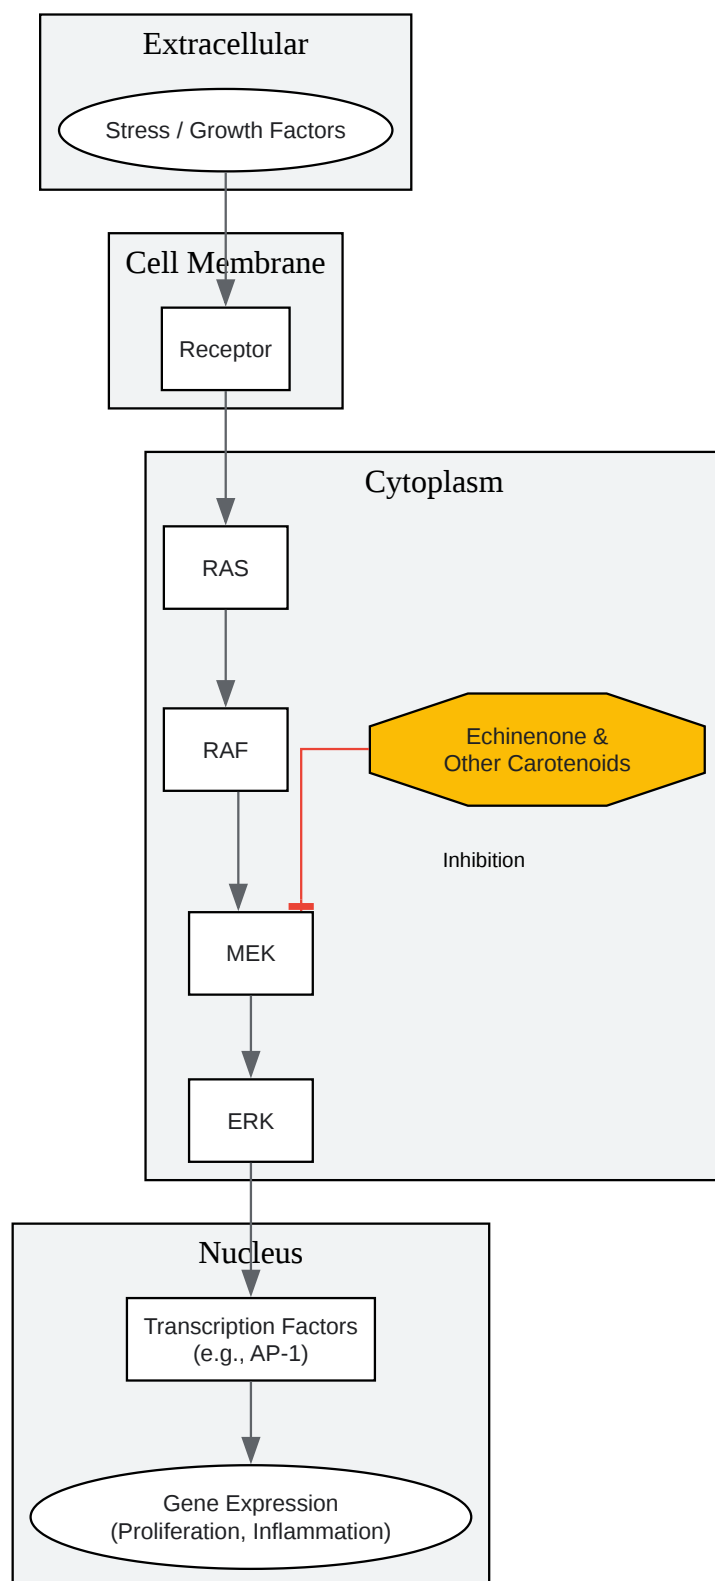 Extracellular
Stress / Growth Factors
Cell Membrane
Receptor
Cytoplasm
RAS
RAF
Echinenone &
Other Carotenoids
Inhibition
MEK
ERK
Nucleus
Transcription Factors
(e.g., AP-1)
Gene Expression
(Proliferation, Inflammation)